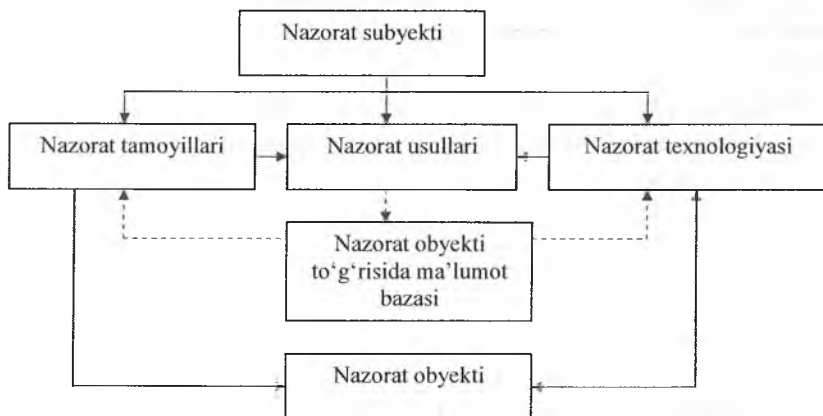 Nazorat subyekti
Nazorat tamoyillari
Nazorat usullari
Nazorat texnologiyasi
Nazorat obyekti
to‘g‘risida ma’lumot
bazasi
Nazorat obyekti